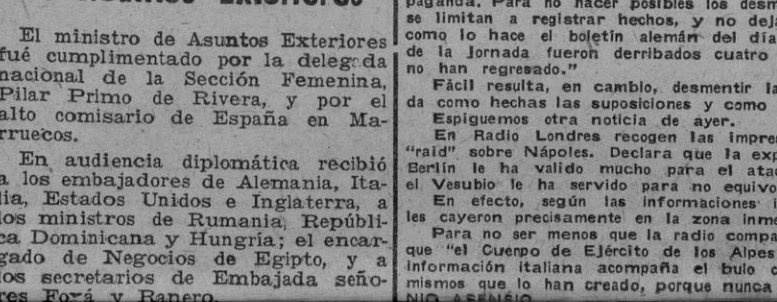 El ministro de Asuntos Exteriores
fué cumplimentado por la delegada
nacional de la Sección Femenina,
Pilar Primo de Rivera, y por el
alto comisario de España en Ma-
rruecos.
En audiencia diplomática recibió
a los embajadores de Alemania, Ita-
lia, Estados Unidos e Inglaterra, a
los ministros de Rumania, Repúbli-
ca Dominicana y Hungría; el encar-
gado de Negocios de Egipto, y a
los secretarios de Embajada seño-
res Forá y Ranero.
paganda. Para no hacer posibles los desm
se limitan a registrar hechos, y no dej
como lo hace el boletín alemán del día
de la Jornada fueron derribados cuatro
no han regresado."
Fácil resulta, en cambio, desmentir la
da como hechas las suposiciones y como
Espiguemos otra noticia de ayer.
En Radio Londres recogen las impre
"raid" sobre Nápoles. Declara que la exp
Berlín le ha valido mucho para el ata
el Vesubio le ha servido para no equivo
En efecto, según las informaciones i
les cayeron precisamente en la zona inm
Para no ser menos que la radio compa
que "el Cuerpo de Ejército de los Alpes
información italiana acompaña el bulo
mismos que lo han creado, porque nunca